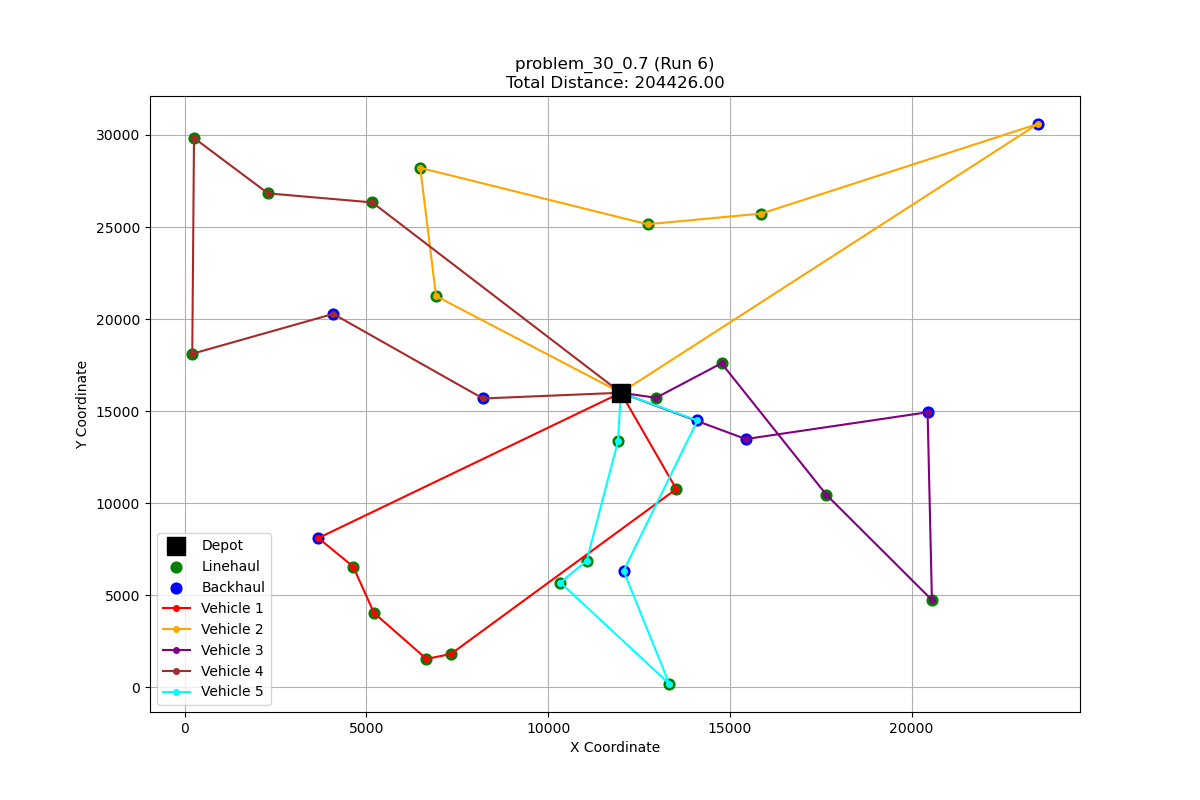 problem_30_0.7 (Run 6)
Total Distance: 204426.00
30000
25000
20000
15000
10000
5000
0
Y Coordinate
Depot
Linehaul
Backhaul
Vehicle 1
Vehicle 2
Vehicle 3
Vehicle 4
Vehicle 5
0 5000 10000 15000 20000
X Coordinate